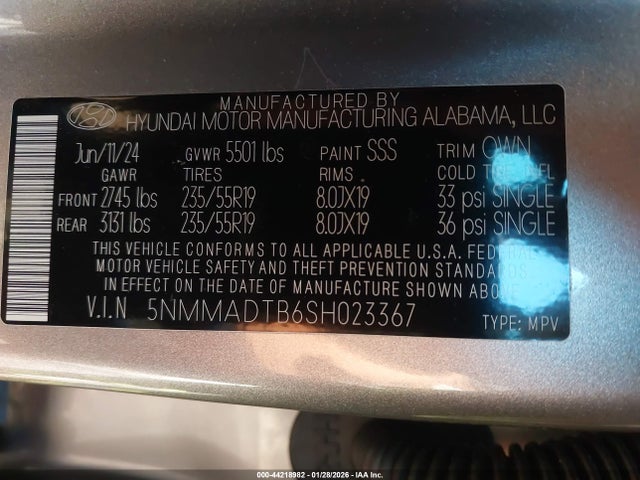 MANUFACTURED BY
HYUNDAI MOTOR MANUFACTURING ALABAMA, LLC
Jun/11/24 GVWR 5501 lbs PAINT SSS TRIM OWN
GAWR TIRES RIMS COLD
FRONT 2745 lbs 235/55R19 8.0JX19 33 psi SINGLE
REAR 3131 lbs 235/55R19 8.0JX19 36 psi SINGLE
THIS VEHICLE CONFORMS TO ALL APPLICABLE U.S.A. FEDERAL
MOTOR VEHICLE SAFETY AND THEFT PREVENTION STANDARDS
IN EFFECT ON THE DATE OF MANUFACTURE SHOWN ABOVE
V.I.N 5NMMADTB6SH023367 TYPE: MPV
000-44218982 - 01/28/2026 - IAA Inc.